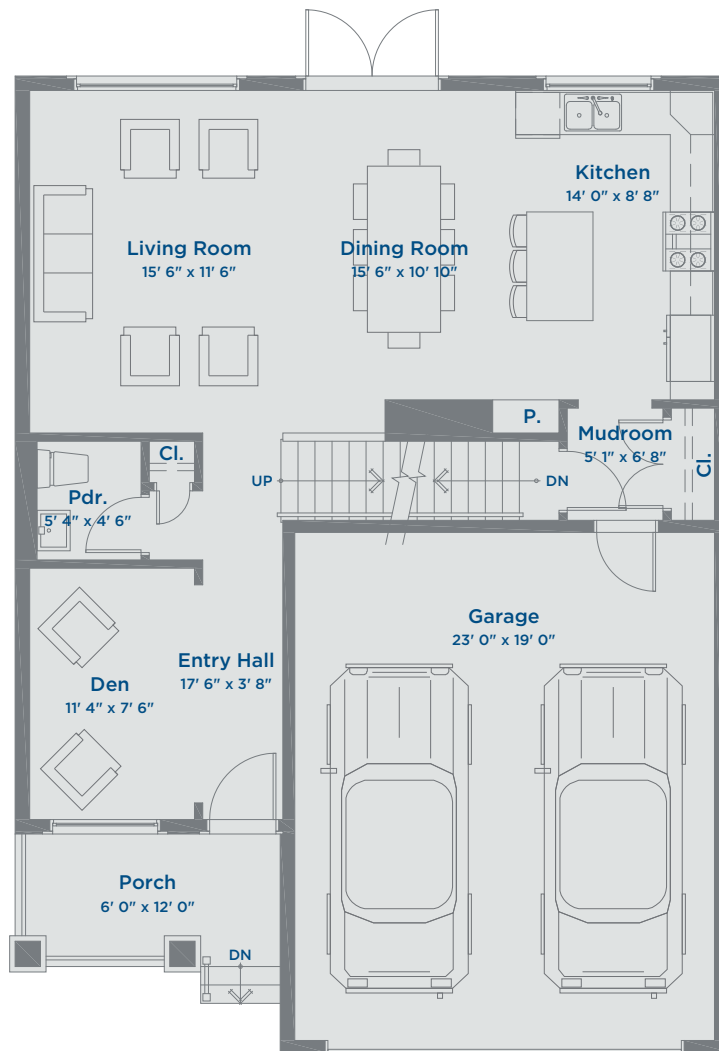 Kitchen
14' 0" x 8' 8"
Living Room
15' 6" x 11' 6"
Dining Room
15' 6" x 10' 10"
P.
Mudroom
5' 1" x 6' 8"
Cl.
Cl.
UP
DN
Pdr.
5' 4" x 4' 6"
Garage
23' 0" x 19' 0"
Entry Hall
17' 6" x 3' 8"
Den
11' 4" x 7' 6"
Porch
6' 0" x 12' 0"
DN